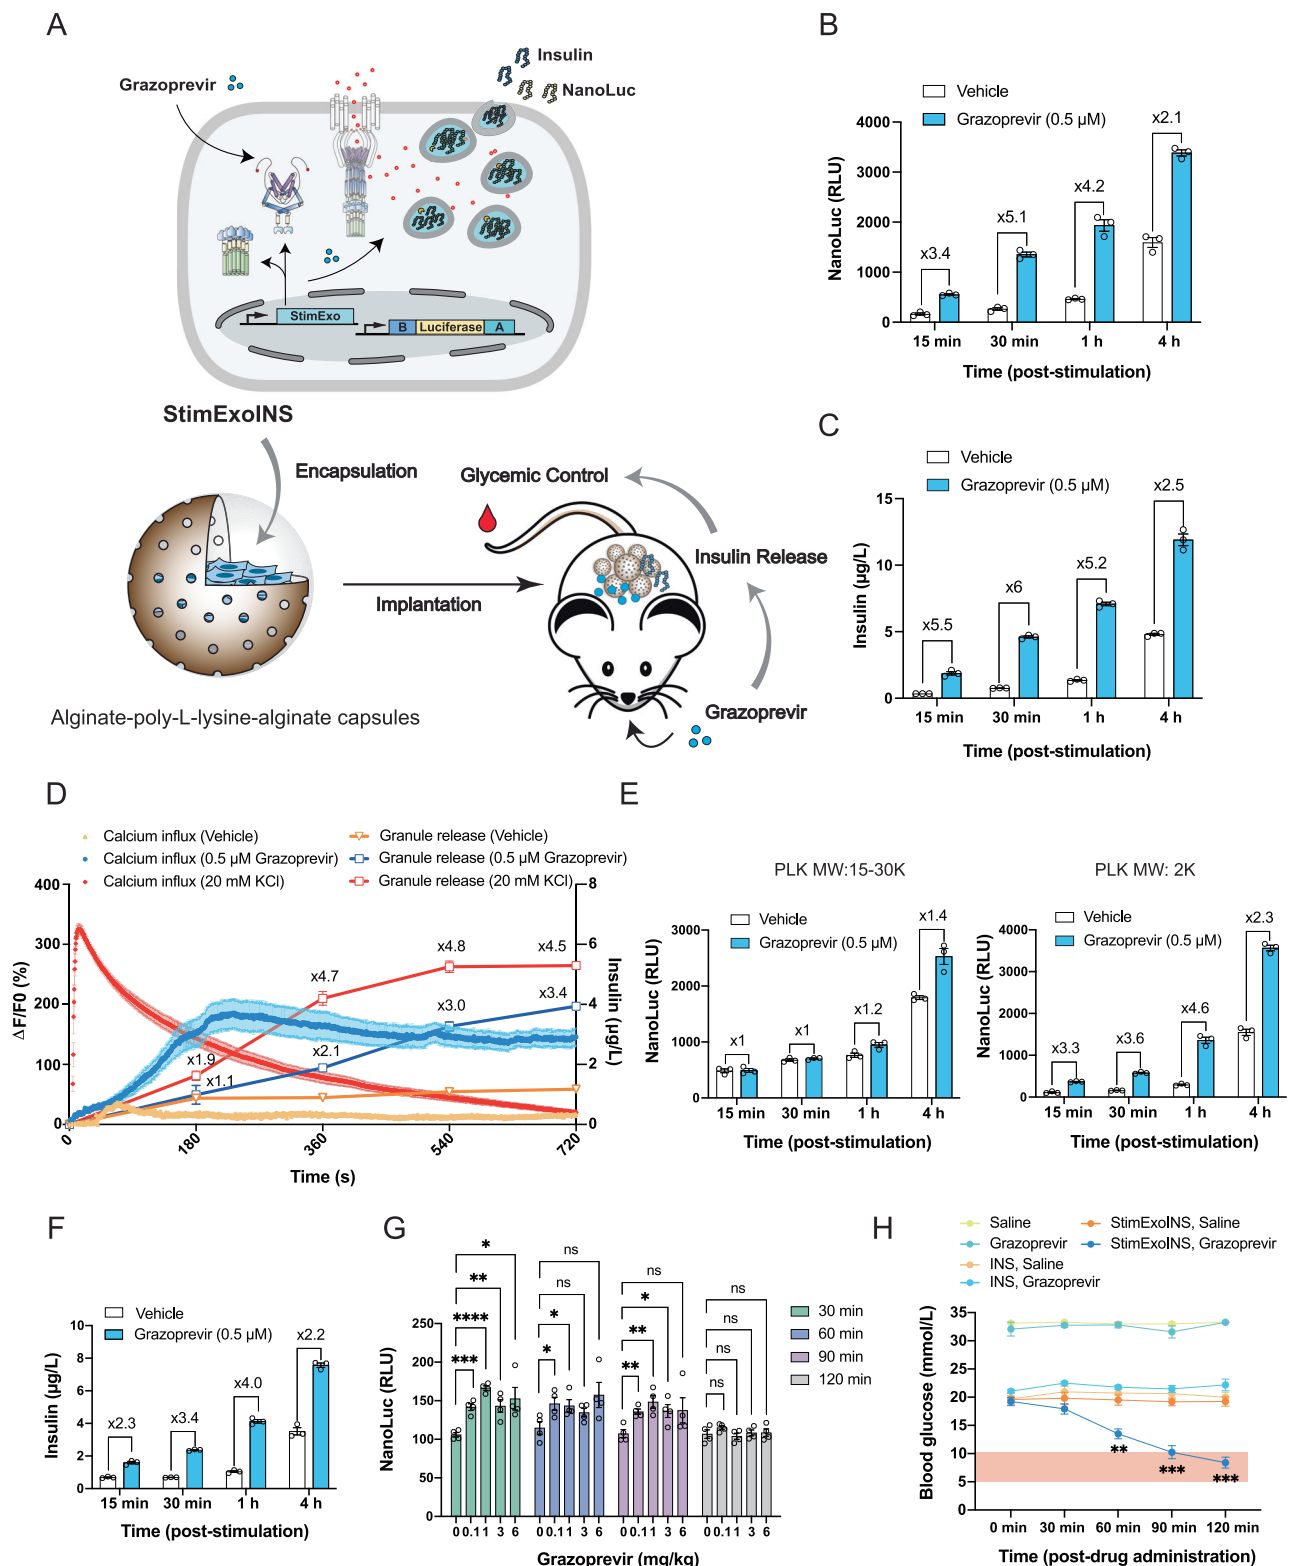 A
Grazoprevir
Insulin
NanoLuc
StimExo
B Luciferase A
StimExoINS
Encapsulation
Glycemic Control
Insulin Release
Implantation
Grazoprevir
Alginate-poly-L-lysine-alginate capsules
B
Vehicle
Grazoprevir (0.5 µM)
NanoLuc (RLU)
4000
3000
2000
1000
0
x3.4
x5.1
x4.2
x2.1
15 min 30 min 1 h 4 h
Time (post-stimulation)
C
Vehicle
Grazoprevir (0.5 µM)
Insulin (µg/L)
15
10
5
0
x5.5
x6
x5.2
x2.5
15 min 30 min 1 h 4 h
Time (post-stimulation)
D
Calcium influx (Vehicle)
Calcium influx (0.5 µM Grazoprevir)
Calcium influx (20 mM KCl)
Granule release (Vehicle)
Granule release (0.5 µM Grazoprevir)
Granule release (20 mM KCl)
ΔF/F0 (%)
400
300
200
100
0
Insulin (µg/L)
8
6
4
2
0
x1.9
x1.1
x4.7
x2.1
x4.8
x3.0
x4.5
x3.4
0 180 360 540 720
Time (s)
E
PLK MW:15-30K
Vehicle
Grazoprevir (0.5 µM)
NanoLuc (RLU)
3000
2000
1000
0
x1
x1
x1.2
x1.4
15 min 30 min 1 h 4 h
Time (post-stimulation)
PLK MW: 2K
Vehicle
Grazoprevir (0.5 µM)
NanoLuc (RLU)
4000
3000
2000
1000
0
x3.3
x3.6
x4.6
x2.3
15 min 30 min 1 h 4 h
Time (post-stimulation)
F
Vehicle
Grazoprevir (0.5 µM)
Insulin (µg/L)
10
8
6
4
2
0
x2.3
x3.4
x4.0
x2.2
15 min 30 min 1 h 4 h
Time (post-stimulation)
G
NanoLuc (RLU)
250
200
150
100
50
0
*
**
****
***
ns
ns
*
*
ns
*
**
**
ns
ns
ns
ns
30 min
60 min
90 min
120 min
0 0.1 1 3 6 0 0.1 1 3 6 0 0.1 1 3 6 0 0.1 1 3 6
Grazoprevir (mg/kg)
H
Saline
Grazoprevir
INS, Saline
INS, Grazoprevir
StimExoINS, Saline
StimExoINS, Grazoprevir
Blood glucose (mmol/L)
35
30
25
20
15
10
5
0
**
***
***
0 min 30 min 60 min 90 min 120 min
Time (post-drug administration)